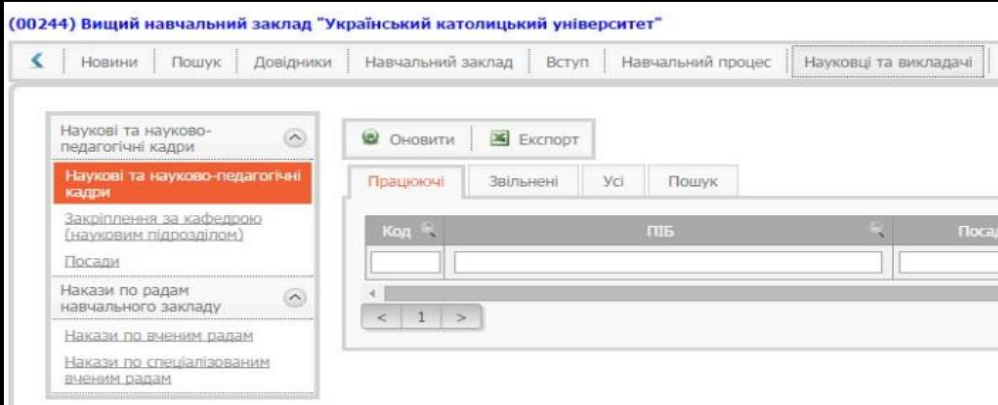 (00244) Вищий навчальний заклад "Український католицький університет"
Новини Пошук Довідники Навчальний заклад Вступ Навчальний процес Науковці та викладачі
Наукові та науково-
педагогічні кадри
Наукові та науково-педагогічні
кадри
Закріплення за кафедрою
(науковим підрозділом)
Посади
Накази по радам
навчального закладу
Накази по вченим радам
Накази по спеціалізованим
вченим радам
Оновити Експорт
Працюючі Звільнені Усі Пошук
Код ПІБ Посад
< 1 >